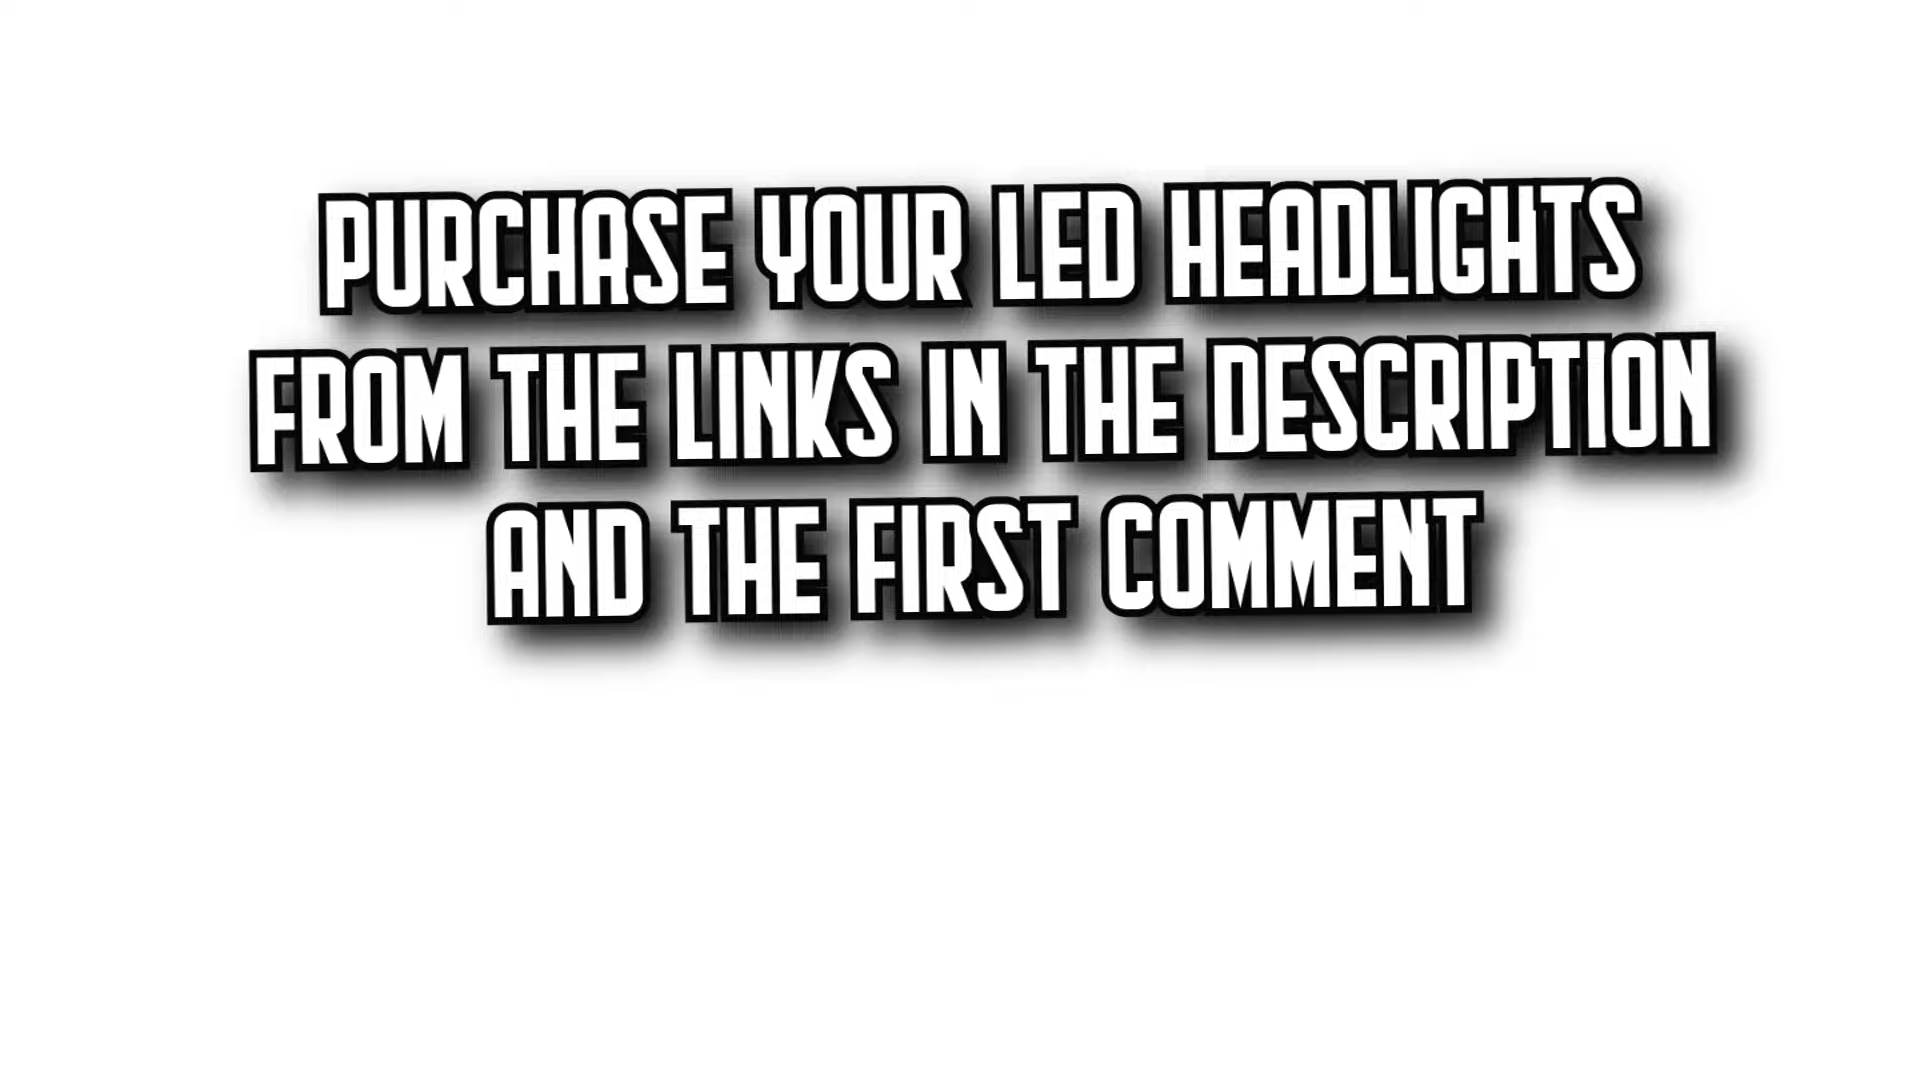 PURCHASE YOUR LED HEADLIGHTS
FROM THE LINKS IN THE DESCRIPTION
AND THE FIRST COMMENT